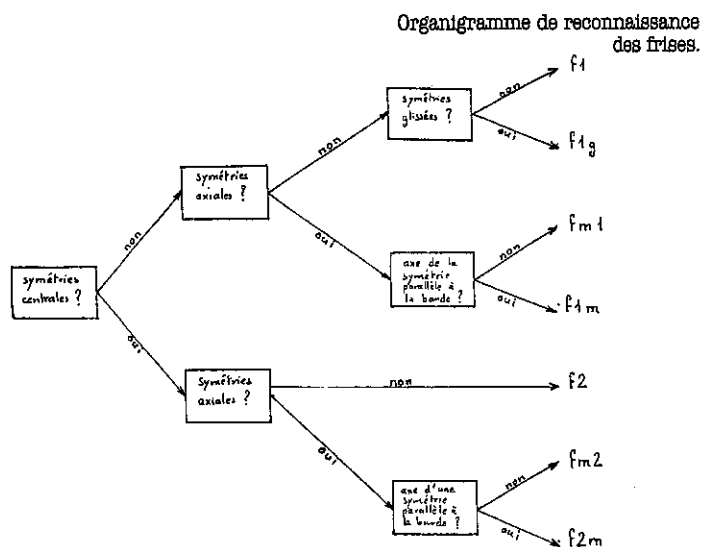 Organigramme de reconnaissance
des frises.
symétries
centrales ?
non
oui
symétries
axiales ?
non
oui
symétries
glissées ?
non
f1
oui
f1g
axe de la
symétrie
parallèle à
la bande ?
non
fm1
oui
f1m
symétries
axiales ?
non
f2
oui
axe d'une
symétrie
parallèle à
la bande ?
non
fm2
oui
f2m